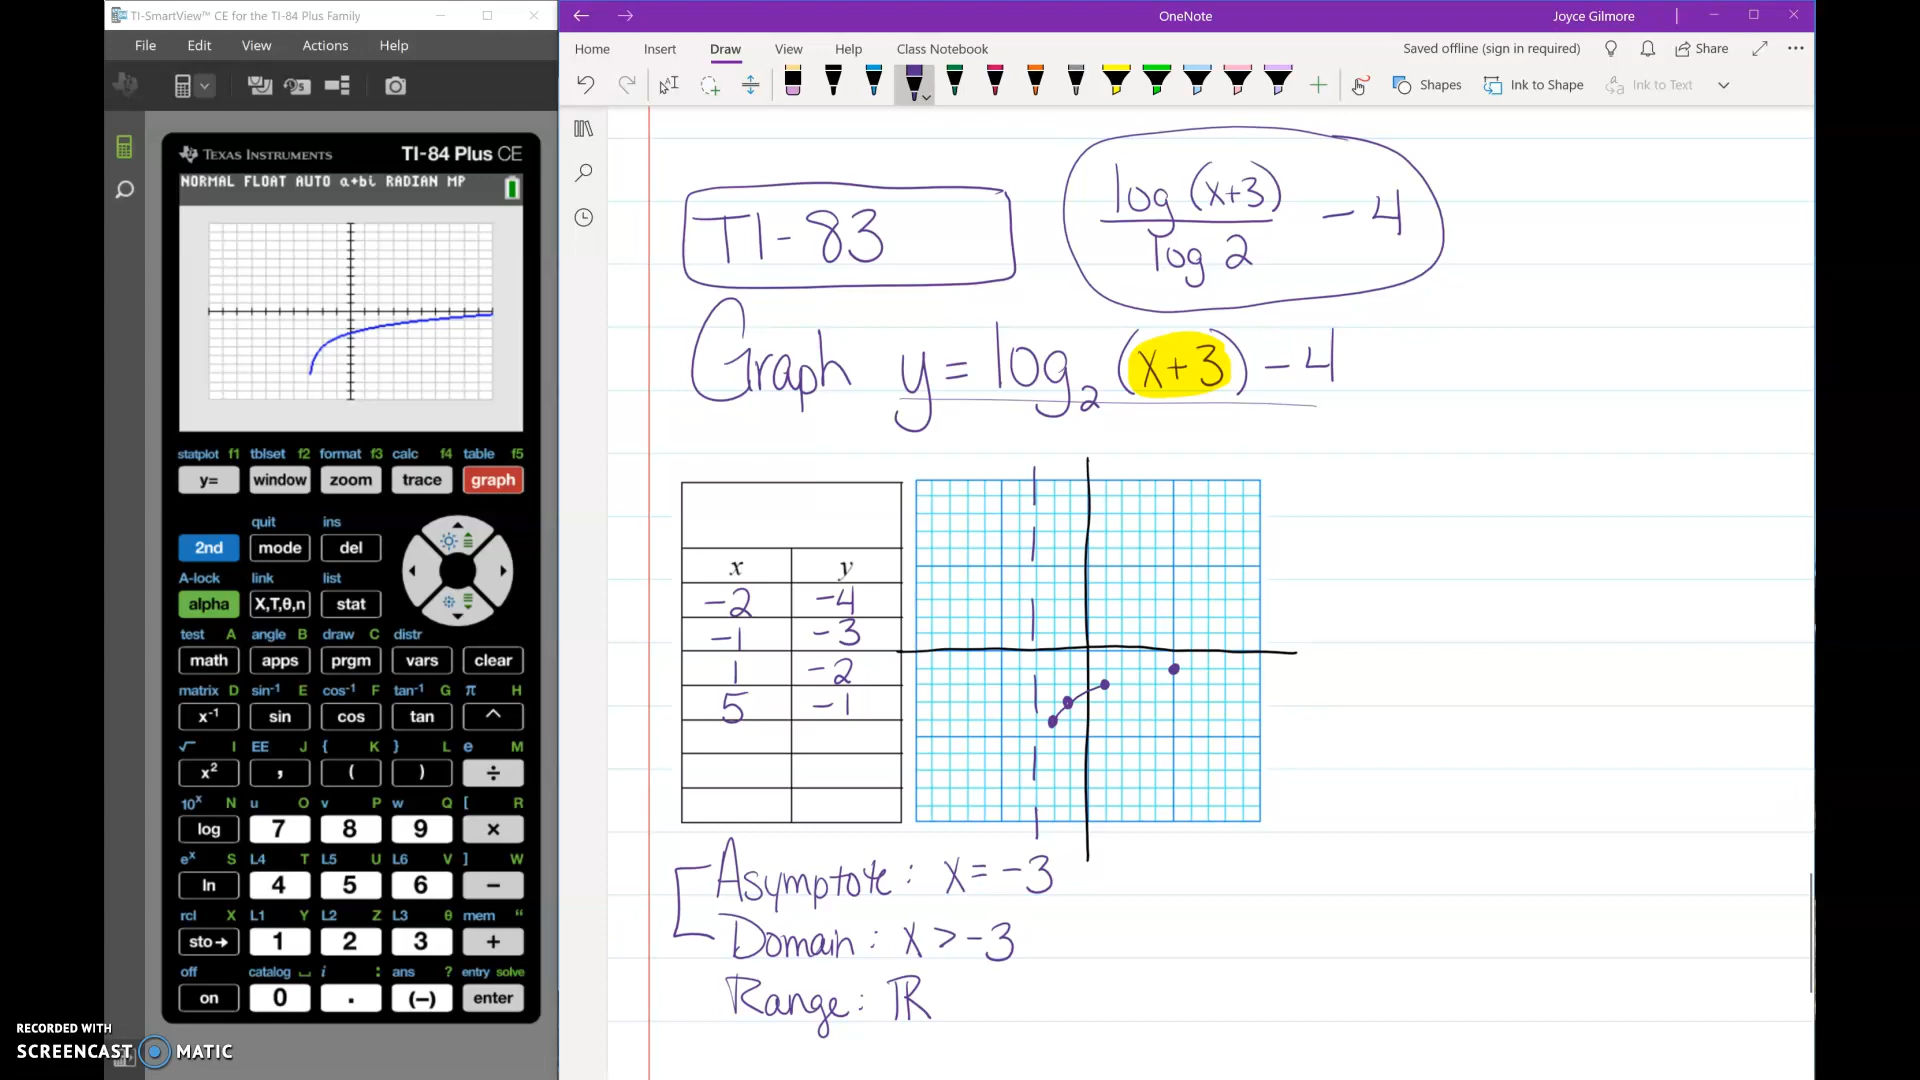 TI-SmartView™ CE for the TI-84 Plus Family
File Edit View Actions Help
TEXAS INSTRUMENTS TI-84 Plus CE
NORMAL FLOAT AUTO a+bi RADIAN MP
statplot f1 tblset f2 format f3 calc f4 table f5
y= window zoom trace graph
quit ins
2nd mode del
A-lock link list
alpha X,T,θ,n stat
test A angle B draw C distr
math apps prgm vars clear
matrix D sin⁻¹ E cos⁻¹ F tan⁻¹ G π H
x⁻¹ sin cos tan ^
√ I EE J { K } L e M
x² , ( ) ÷
10ˣ N u O v P w Q [ R
log 7 8 9 ×
eˣ S L4 T L5 U L6 V ] W
ln 4 5 6 −
rcl X L1 Y L2 Z L3 θ mem "
sto→ 1 2 3 +
off catalog ⎵ i : ans ? entry solve
on 0 . (−) enter
RECORDED WITH
SCREENCAST MATIC
OneNote Joyce Gilmore
Home Insert Draw View Help Class Notebook Saved offline (sign in required) Share
Shapes Ink to Shape Ink to Text
TI-83
log (x+3)
log 2
− 4
Graph y = log₂ (x+3) − 4
x y
−2 −4
−1 −3
1 −2
5 −1
Asymptote : x = −3
Domain : x > −3
Range : ℝ